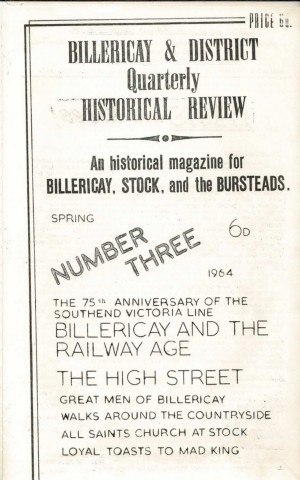 PRICE 6D.
BILLERICAY & DISTRICT
Quarterly
HISTORICAL REVIEW
An historical magazine for
BILLERICAY, STOCK, and the BURSTEADS.
SPRING
6D
NUMBER
THREE
1964
THE 75th ANNIVERSARY OF THE
SOUTHEND VICTORIA LINE
BILLERICAY AND THE
RAILWAY AGE
THE HIGH STREET
GREAT MEN OF BILLERICAY
WALKS AROUND THE COUNTRYSIDE
ALL SAINTS CHURCH AT STOCK
LOYAL TOASTS TO MAD KING